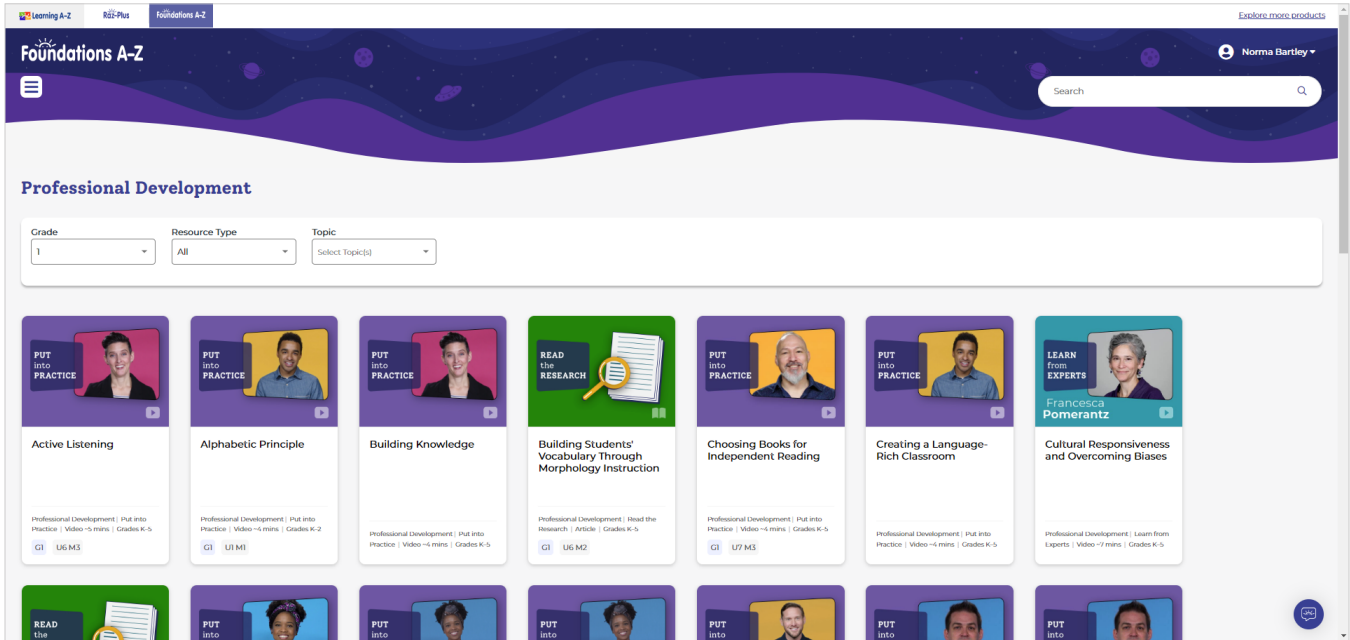 Learning A-Z
Raz-Plus
Foundations A-Z
Explore more products
Foundations A-Z
Norma Bartley
Search
Professional Development
Grade
Resource Type
Topic
1
All
Select Topic(s)
PUT
into
PRACTICE
Active Listening
Professional Development | Put into
Practice | Video ~5 mins | Grades K-5
G1 U6 M3
PUT
into
PRACTICE
Alphabetic Principle
Professional Development | Put into
Practice | Video ~4 mins | Grades K-2
G1 U1 M1
PUT
into
PRACTICE
Building Knowledge
Professional Development | Put into
Practice | Video ~4 mins | Grades K-5
READ
the
RESEARCH
Building Students'
Vocabulary Through
Morphology Instruction
Professional Development | Read the
Research | Article | Grades K-5
G1 U6 M2
PUT
into
PRACTICE
Choosing Books for
Independent Reading
Professional Development | Put into
Practice | Video ~4 mins | Grades K-5
G1 U7 M3
PUT
into
PRACTICE
Creating a Language-
Rich Classroom
Professional Development | Put into
Practice | Video ~4 mins | Grades K-5
LEARN
from
EXPERTS
Francesca
Pomerantz
Cultural Responsiveness
and Overcoming Biases
Professional Development | Learn from
Experts | Video ~7 mins | Grades K-5
READ
the
PUT
into
PUT
into
PUT
into
PUT
into
PUT
into
PUT
into